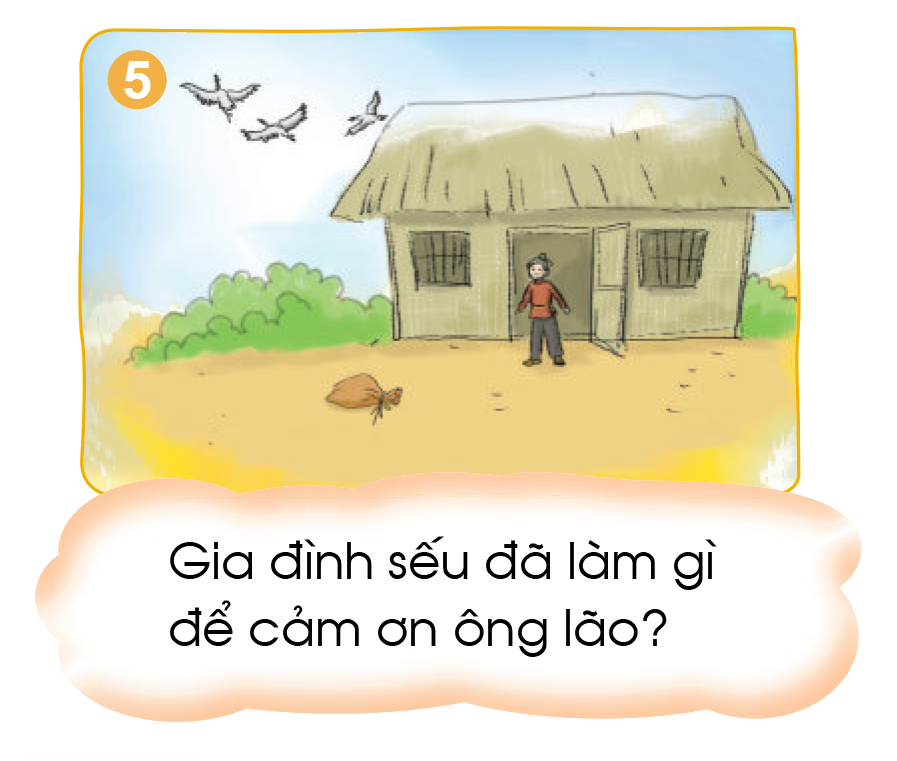 5
Gia đình sếu đã làm gì
để cảm ơn ông lão?